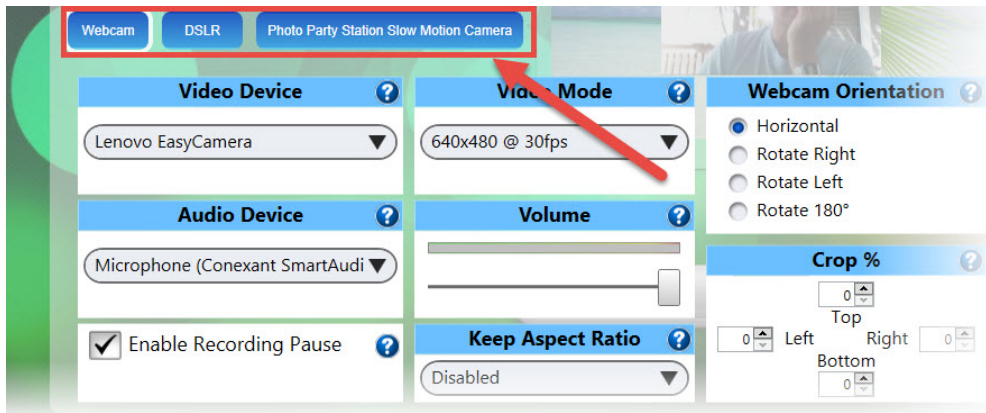 Webcam DSLR Photo Party Station Slow Motion Camera
Video Device
Lenovo EasyCamera
Video Mode
640x480 @ 30fps
Webcam Orientation
Horizontal
Rotate Right
Rotate Left
Rotate 180°
Audio Device
Microphone (Conexant SmartAudi
Volume
Crop %
0
Top
0 Left Right 0
Bottom
0
Enable Recording Pause
Keep Aspect Ratio
Disabled